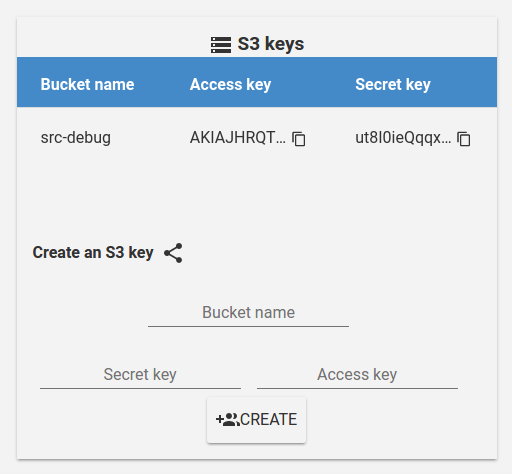 S3 keys
Bucket name Access key Secret key
src-debug AKIAJHRQT... ut8I0ieQqqx...
Create an S3 key
Bucket name
Secret key Access key
CREATE